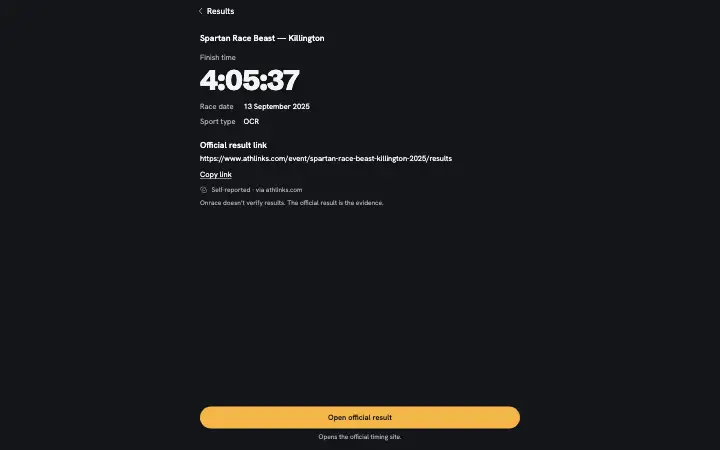 Results
Spartan Race Beast — Killington
Finish time
4:05:37
Race date 13 September 2025
Sport type OCR
Official result link
https://www.athlinks.com/event/spartan-race-beast-killington-2025/results
Copy link
Self-reported · via athlinks.com
Onrace doesn't verify results. The official result is the evidence.
Open official result
Opens the official timing site.